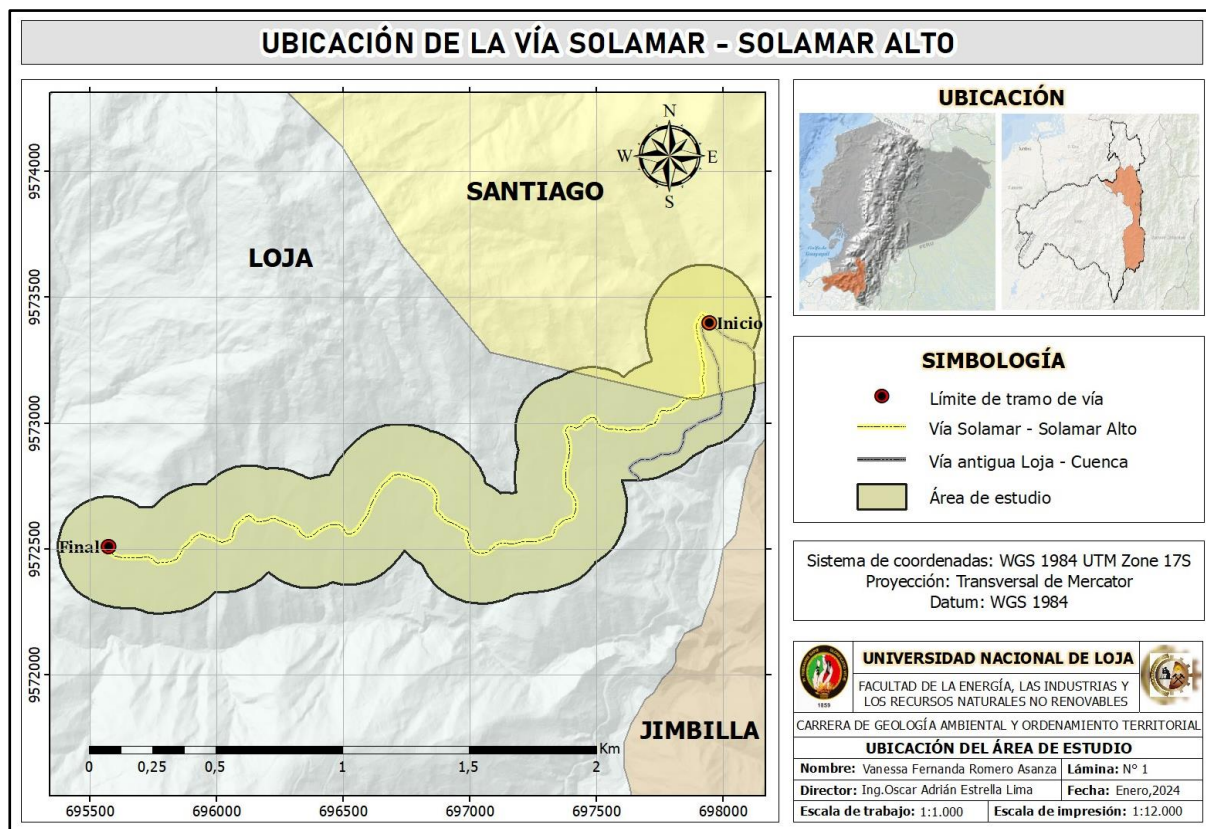 UBICACIÓN DE LA VÍA SOLAMAR - SOLAMAR ALTO
N
W
E
S
SANTIAGO
LOJA
JIMBILLA
Inicio
Final
9574000
9573500
9573000
9572500
9572000
Km
0
0,25
0,5
1
1,5
2
695500
696000
696500
697000
697500
698000
UBICACIÓN
SIMBOLOGÍA
Límite de tramo de vía
Vía Solamar - Solamar Alto
Vía antigua Loja - Cuenca
Área de estudio
Sistema de coordenadas: WGS 1984 UTM Zone 17S
Proyección: Transversal de Mercator
Datum: WGS 1984
1859
UNIVERSIDAD NACIONAL DE LOJA
FACULTAD DE LA ENERGÍA, LAS INDUSTRIAS Y
LOS RECURSOS NATURALES NO RENOVABLES
CARRERA DE GEOLOGÍA AMBIENTAL Y ORDENAMIENTO TERRITORIAL
UBICACIÓN DEL ÁREA DE ESTUDIO
Nombre: Vanessa Fernanda Romero Asanza
Lámina: N° 1
Director: Ing.Oscar Adrián Estrella Lima
Fecha: Enero,2024
Escala de trabajo: 1:1.000
Escala de impresión: 1:12.000